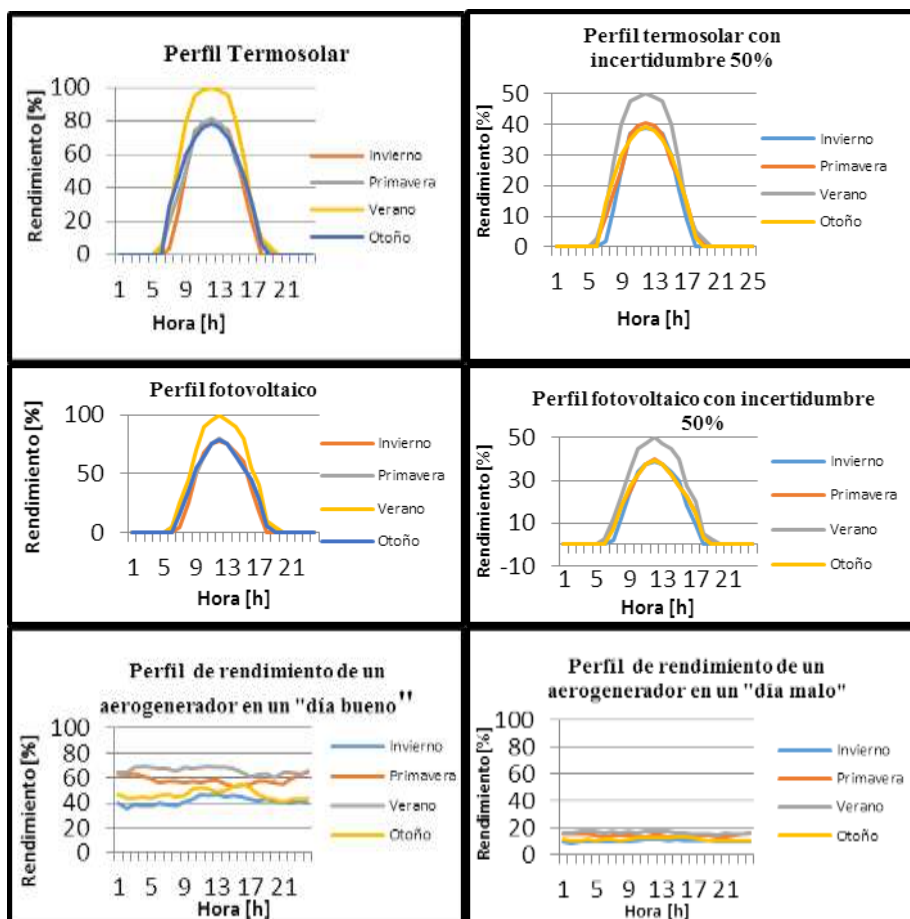 Perfil Termosolar
Rendimiento [%]
100
80
60
40
20
0
1 5 9 13 17 21
Hora [h]
Invierno
Primavera
Verano
Otoño
Perfil termosolar con
incertidumbre 50%
Rendimiento [%]
50
40
30
20
10
0
1 5 9 13 17 21 25
Hora [h]
Invierno
Primavera
Verano
Otoño
Perfil fotovoltaico
Rendimiento [%]
100
50
0
1 5 9 13 17 21
Hora [h]
Invierno
Primavera
Verano
Otoño
Perfil fotovoltaico con incertidumbre
50%
Rendimiento [%]
50
30
10
-10
1 5 9 13 17 21
Hora [h]
Invierno
Primavera
Verano
Otoño
Perfil de rendimiento de un
aerogenerador en un "día bueno"
Rendimiento [%]
100
80
60
40
20
0
1 5 9 13 17 21
Hora [h]
Invierno
Primavera
Verano
Otoño
Perfil de rendimiento de un
aerogenerador en un "día malo"
Rendimiento [%]
100
80
60
40
20
0
1 5 9 13 17 21
Hora [h]
Invierno
Primavera
Verano
Otoño